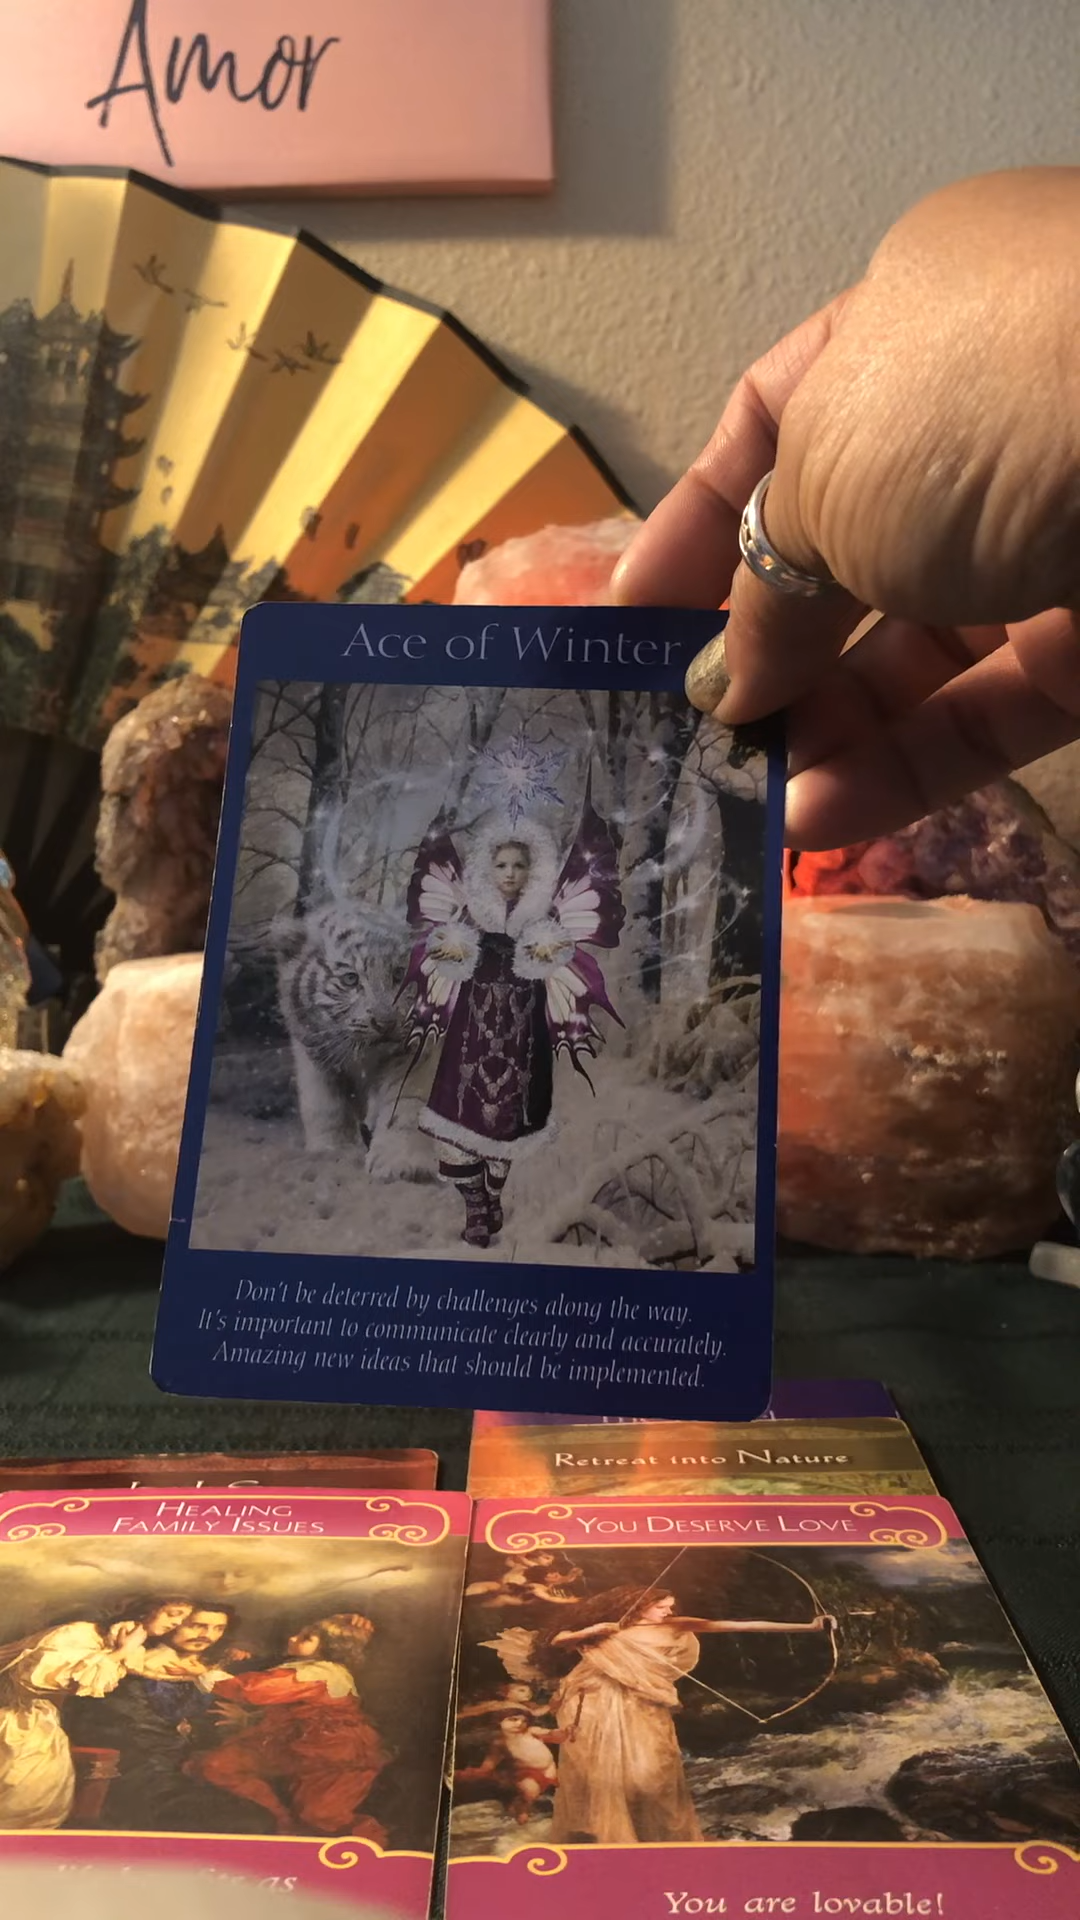 Amor
Ace of Winter
Don't be deterred by challenges along the way.
It's important to communicate clearly and accurately.
Amazing new ideas that should be implemented.
Retreat into Nature
Healing
Family Issues
You Deserve Love
as
You are lovable!